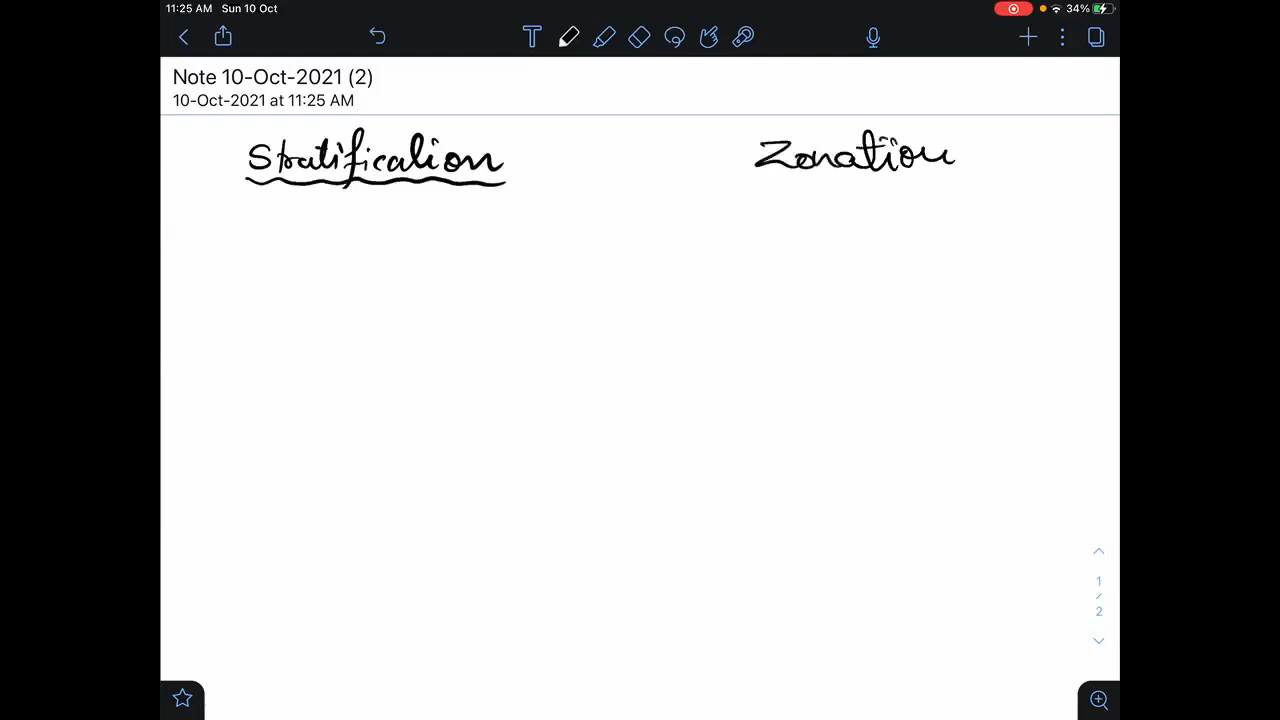 11:25 AM Sun 10 Oct 34%
T
Note 10-Oct-2021 (2)
10-Oct-2021 at 11:25 AM
Stratification Zonation
1
/
2